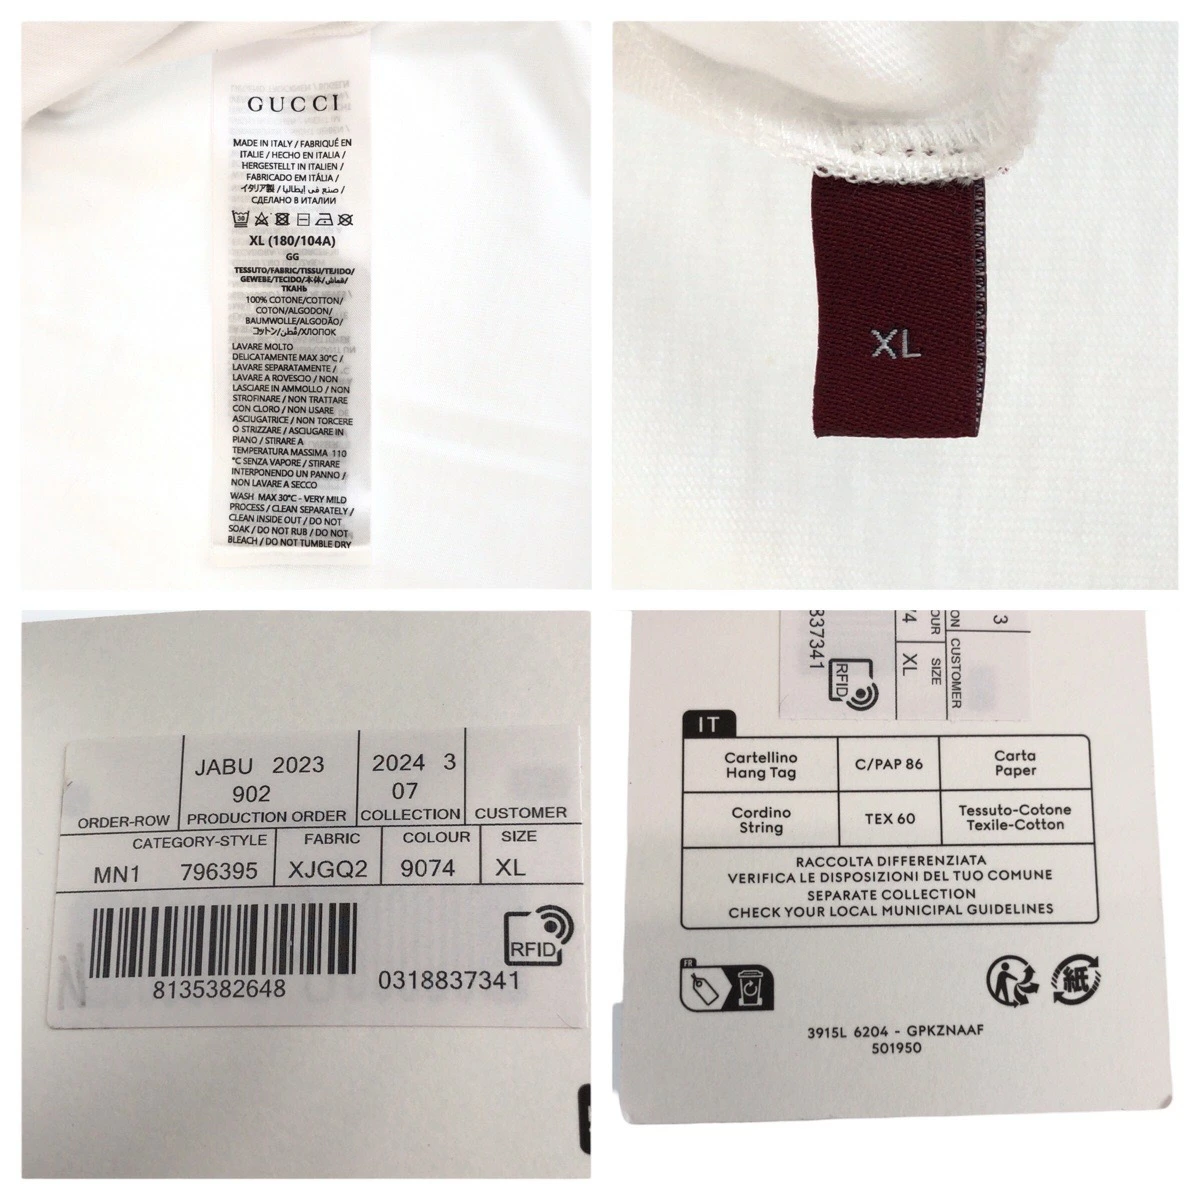 GUCCI
MADE IN ITALY / FABRIQUÉ EN
ITALIE / HECHO EN ITALIA /
HERGESTELLT IN ITALIEN /
FABRICADO EM ITÁLIA /
イタリア製 / صنع في إيطاليا /
СДЕЛАНО В ИТАЛИИ
30
XL (180/104A)
GG
TESSUTO/FABRIC/TISSU/TEJIDO/
GEWEBE/TECIDO/本体/قماش/
ТКАНЬ
100% COTONE/COTTON/
COTON/ALGODON/
BAUMWOLLE/ALGODÃO/
コットン/قطن/ХЛОПОК
LAVARE MOLTO
DELICATAMENTE MAX 30°C /
LAVARE SEPARATAMENTE /
LAVARE A ROVESCIO / NON
LASCIARE IN AMMOLLO / NON
STROFINARE / NON TRATTARE
CON CLORO / NON USARE
ASCIUGATRICE / NON TORCERE
O STRIZZARE / ASCIUGARE IN
PIANO / STIRARE A
TEMPERATURA MASSIMA 110
°C SENZA VAPORE / STIRARE
INTERPONENDO UN PANNO /
NON LAVARE A SECCO
WASH MAX 30°C - VERY MILD
PROCESS / CLEAN SEPARATELY /
CLEAN INSIDE OUT / DO NOT
SOAK / DO NOT RUB / DO NOT
BLEACH / DO NOT TUMBLE DRY
XL
JABU 2023 2024 3
902 07
ORDER-ROW PRODUCTION ORDER COLLECTION CUSTOMER
CATEGORY-STYLE FABRIC COLOUR SIZE
MN1 796395 XJGQ2 9074 XL
RFID
8135382648 0318837341
3
ON CUSTOMER
OUR SIZE
74 XL
837341
RFID
IT
Cartellino
Hang Tag
C/PAP 86
Carta
Paper
Cordino
String
TEX 60
Tessuto-Cotone
Texile-Cotton
RACCOLTA DIFFERENZIATA
VERIFICA LE DISPOSIZIONI DEL TUO COMUNE
SEPARATE COLLECTION
CHECK YOUR LOCAL MUNICIPAL GUIDELINES
FR
紙
3915L 6204 - GPKZNAAF
501950